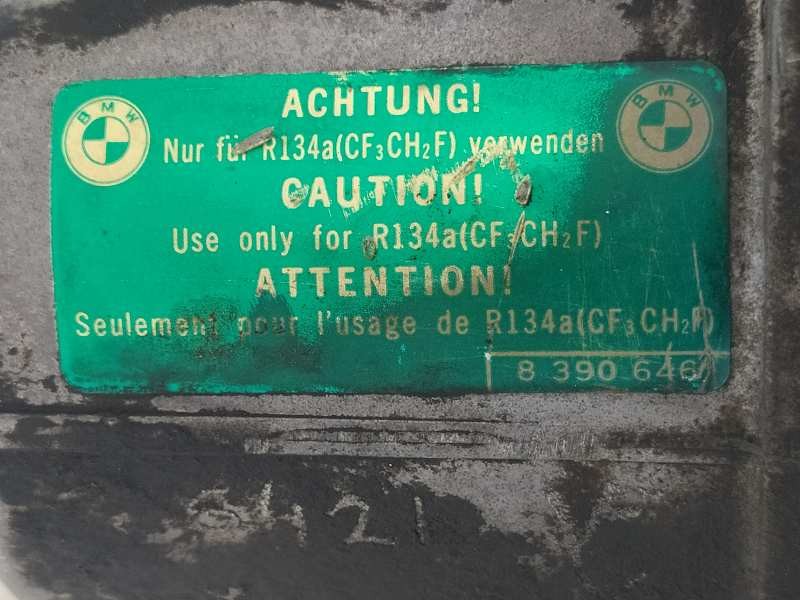 BMW
BMW
ACHTUNG!
Nur für R134a(CF₃CH₂F) verwenden
CAUTION!
Use only for R134a(CF₃CH₂F)
ATTENTION!
Seulement pour l'usage de R134a(CF₃CH₂F)
8 390 646